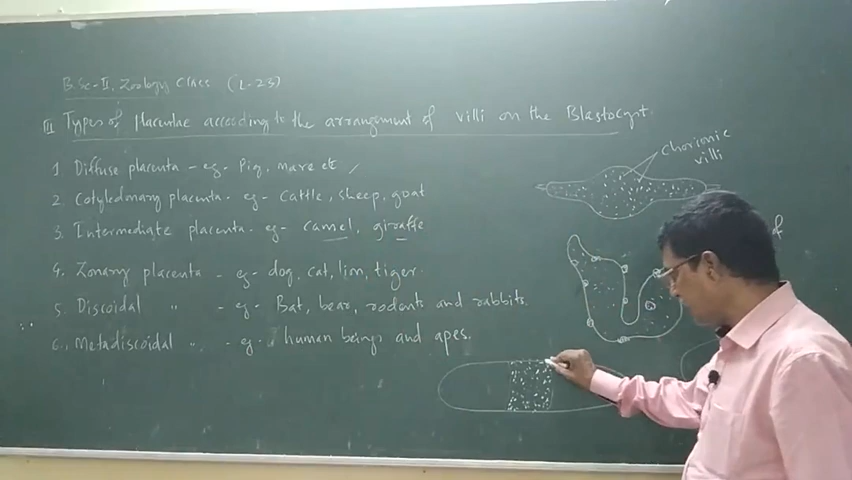 B.Sc-II, Zoology Class (L-23)
III Types of placentae according to the arrangement of villi on the Blastocyst
1 Diffuse placenta - eg. Pig, mare etc
2 Cotyledonary placenta - eg - Cattle, sheep, goat
3. Intermediate placenta - eg - camel, giraffe
4. Zonary placenta - eg - dog, cat, lion, tiger.
5. Discoidal " - eg - Bat, bear, rodents and rabbits.
6. Metadiscoidal " - eg - human beings and apes.
Chorionic
villi
of